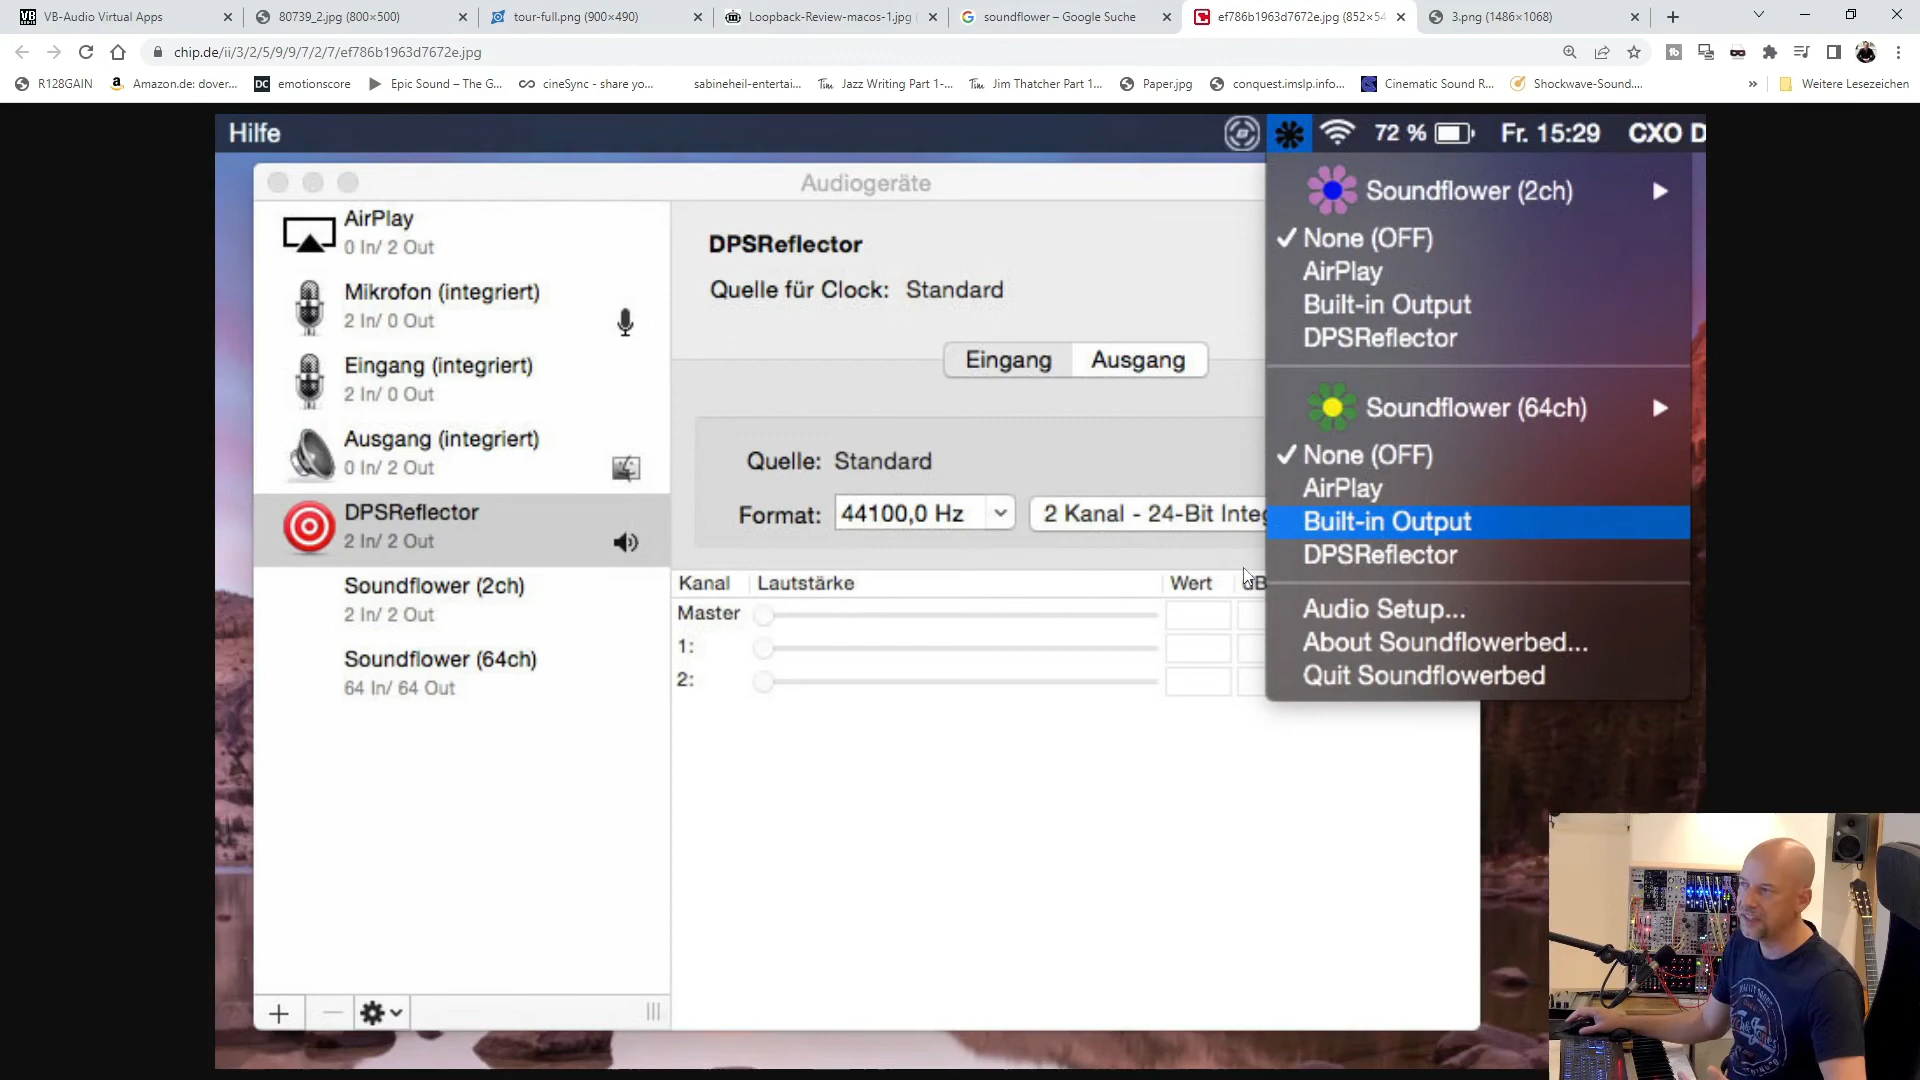 VB-Audio Virtual Apps
80739_2.jpg (800×500)
tour-full.png (900×490)
Loopback-Review-macos-1.jpg
soundflower – Google Suche
ef786b1963d7672e.jpg (852×54
3.png (1486×1068)
chip.de/ii/3/2/5/9/9/7/2/7/ef786b1963d7672e.jpg
R128GAIN
Amazon.de: dover...
DC emotionscore
Epic Sound – The G...
cineSync - share yo...
sabineheil-entertai...
Jazz Writing Part 1-...
Jim Thatcher Part 1...
Paper.jpg
conquest.imslp.info...
Cinematic Sound R...
Shockwave-Sound....
»
Weitere Lesezeichen
Hilfe
72 %
Fr. 15:29
CXO D
Audiogeräte
AirPlay
0 In/ 2 Out
Mikrofon (integriert)
2 In/ 0 Out
Eingang (integriert)
2 In/ 0 Out
Ausgang (integriert)
0 In/ 2 Out
DPSReflector
2 In/ 2 Out
Soundflower (2ch)
2 In/ 2 Out
Soundflower (64ch)
64 In/ 64 Out
DPSReflector
Quelle für Clock: Standard
Eingang
Ausgang
Quelle: Standard
Format: 44100,0 Hz
2 Kanal - 24-Bit Integ
Kanal
Lautstärke
Wert
dB
Master
1:
2:
Soundflower (2ch)
None (OFF)
AirPlay
Built-in Output
DPSReflector
Soundflower (64ch)
None (OFF)
AirPlay
Built-in Output
DPSReflector
Audio Setup...
About Soundflowerbed...
Quit Soundflowerbed